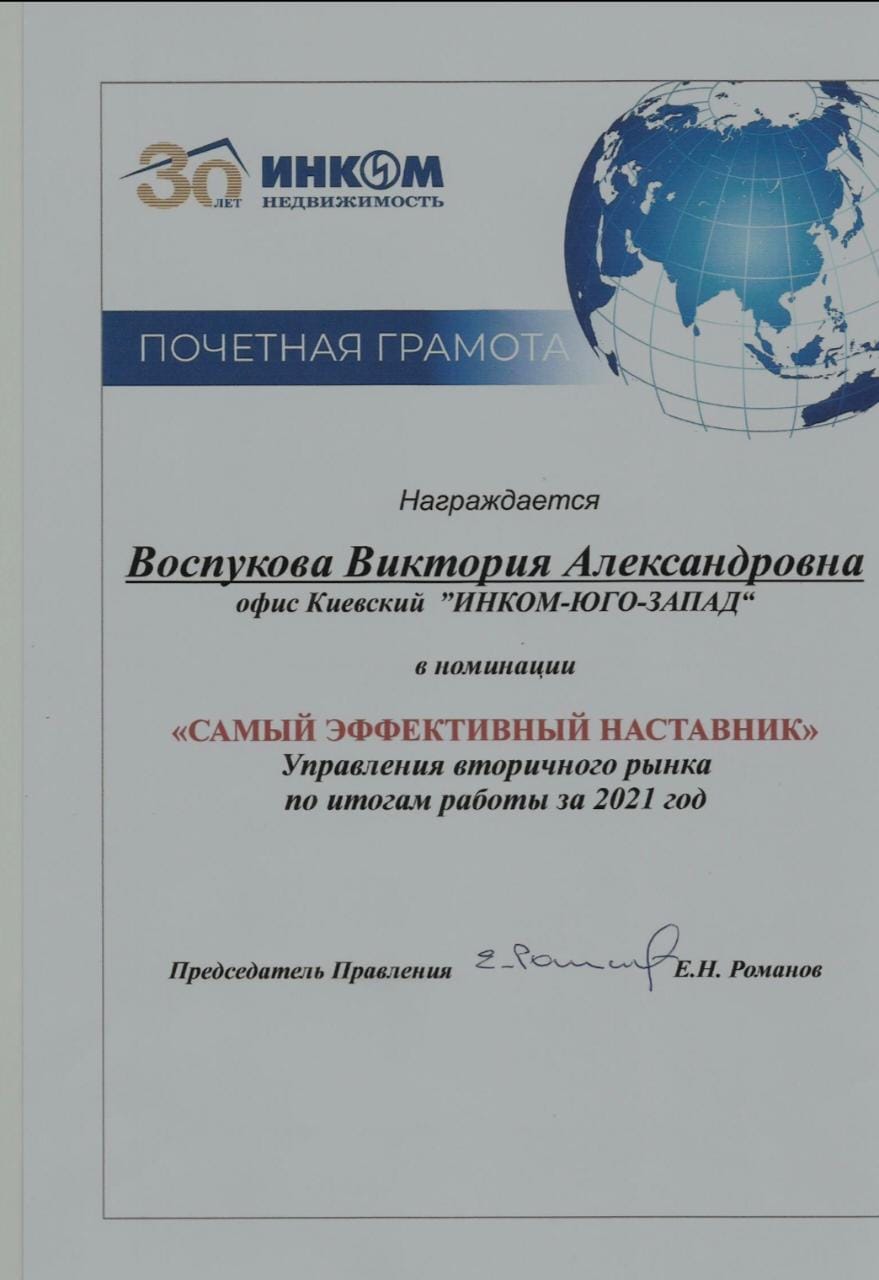 30 ЛЕТ ИНКОМ
НЕДВИЖИМОСТЬ
ПОЧЕТНАЯ ГРАМОТА
Награждается
Воспукова Виктория Александровна
офис Киевский ”ИНКОМ-ЮГО-ЗАПАД“
в номинации
«САМЫЙ ЭФФЕКТИВНЫЙ НАСТАВНИК»
Управления вторичного рынка
по итогам работы за 2021 год
Председатель Правления Е.Н. Романов